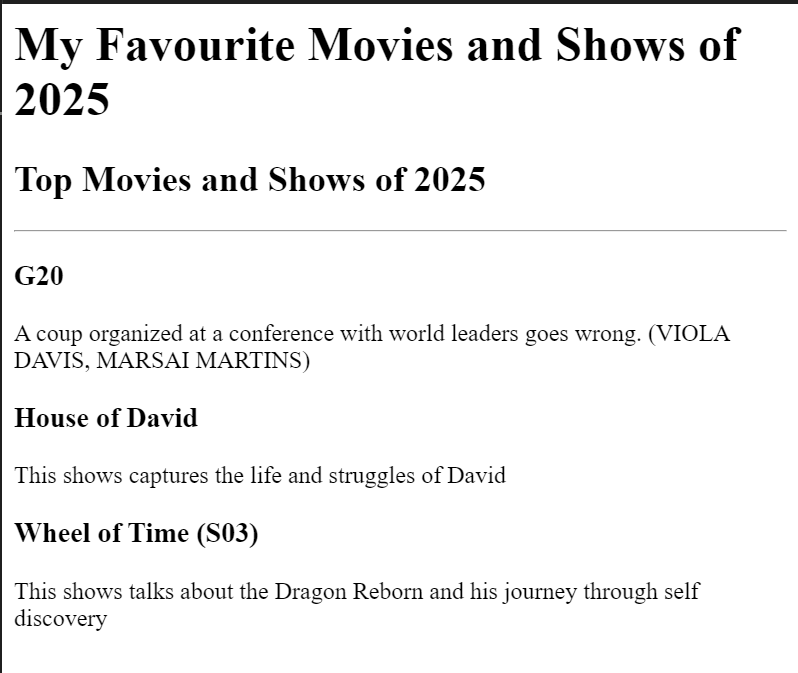 My Favourite Movies and Shows of
2025
Top Movies and Shows of 2025
G20
A coup organized at a conference with world leaders goes wrong. (VIOLA
DAVIS, MARSAI MARTINS)
House of David
This shows captures the life and struggles of David
Wheel of Time (S03)
This shows talks about the Dragon Reborn and his journey through self
discovery